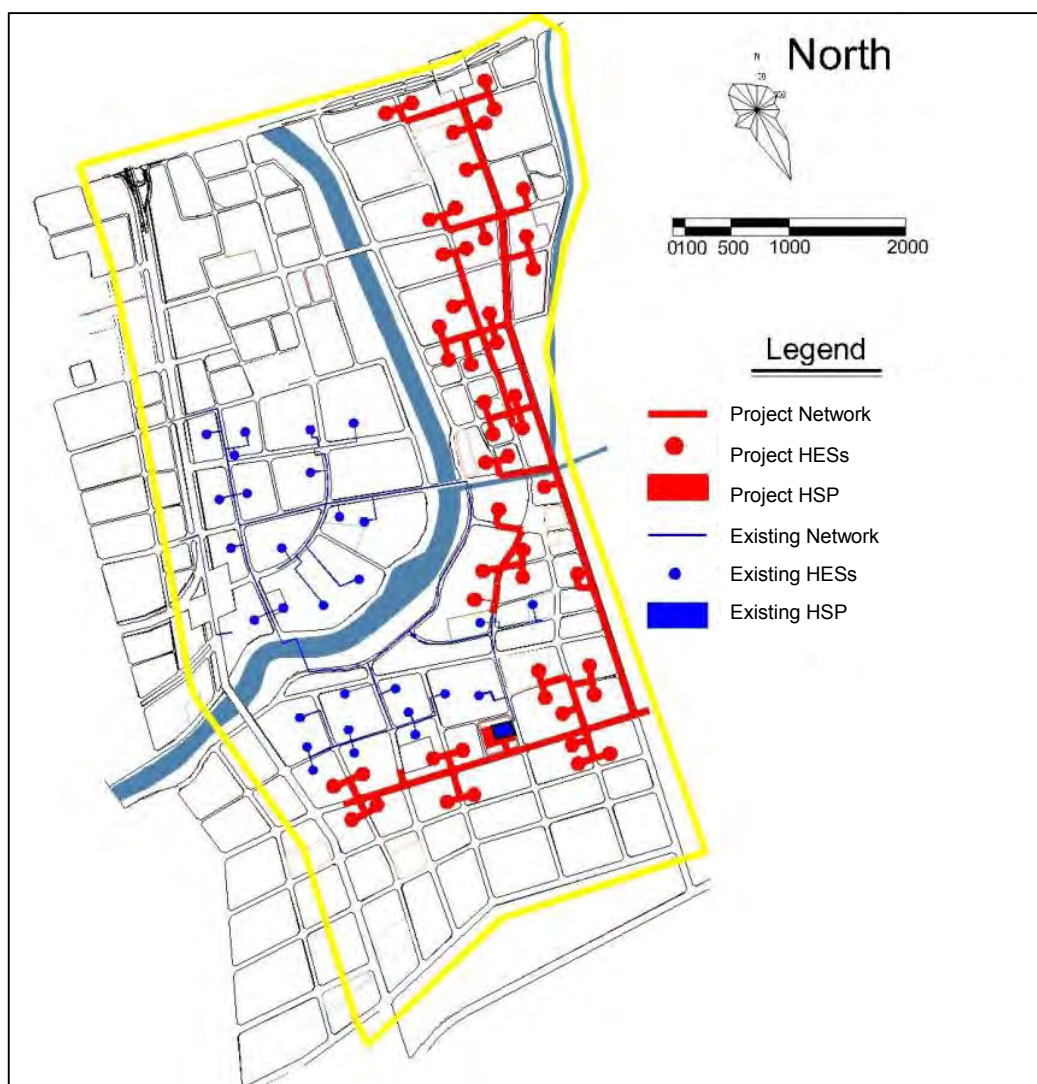 North
N
0100 500 1000 2000
Legend
Project Network
Project HESs
Project HSP
Existing Network
Existing HESs
Existing HSP